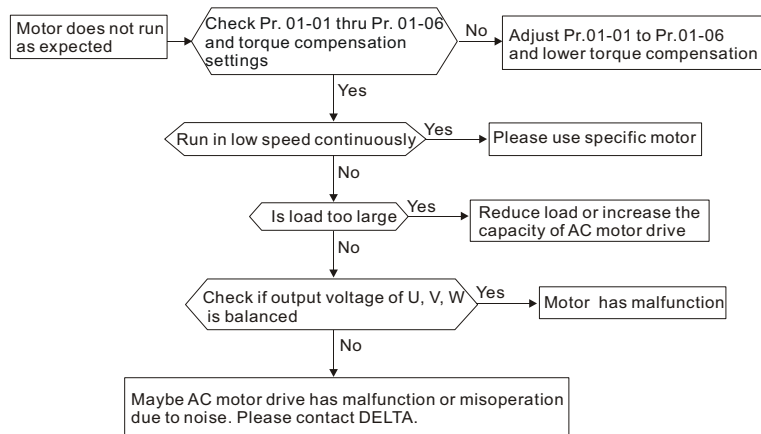 Motor does not run
as expected
Check Pr. 01-01 thru Pr. 01-06
and torque compensation
settings
No
Adjust Pr.01-01 to Pr.01-06
and lower torque compensation
Yes
Run in low speed continuously
Yes
Please use specific motor
No
Is load too large
Yes
Reduce load or increase the
capacity of AC motor drive
No
Check if output voltage of U, V, W
is balanced
Yes
Motor has malfunction
No
Maybe AC motor drive has malfunction or misoperation
due to noise. Please contact DELTA.